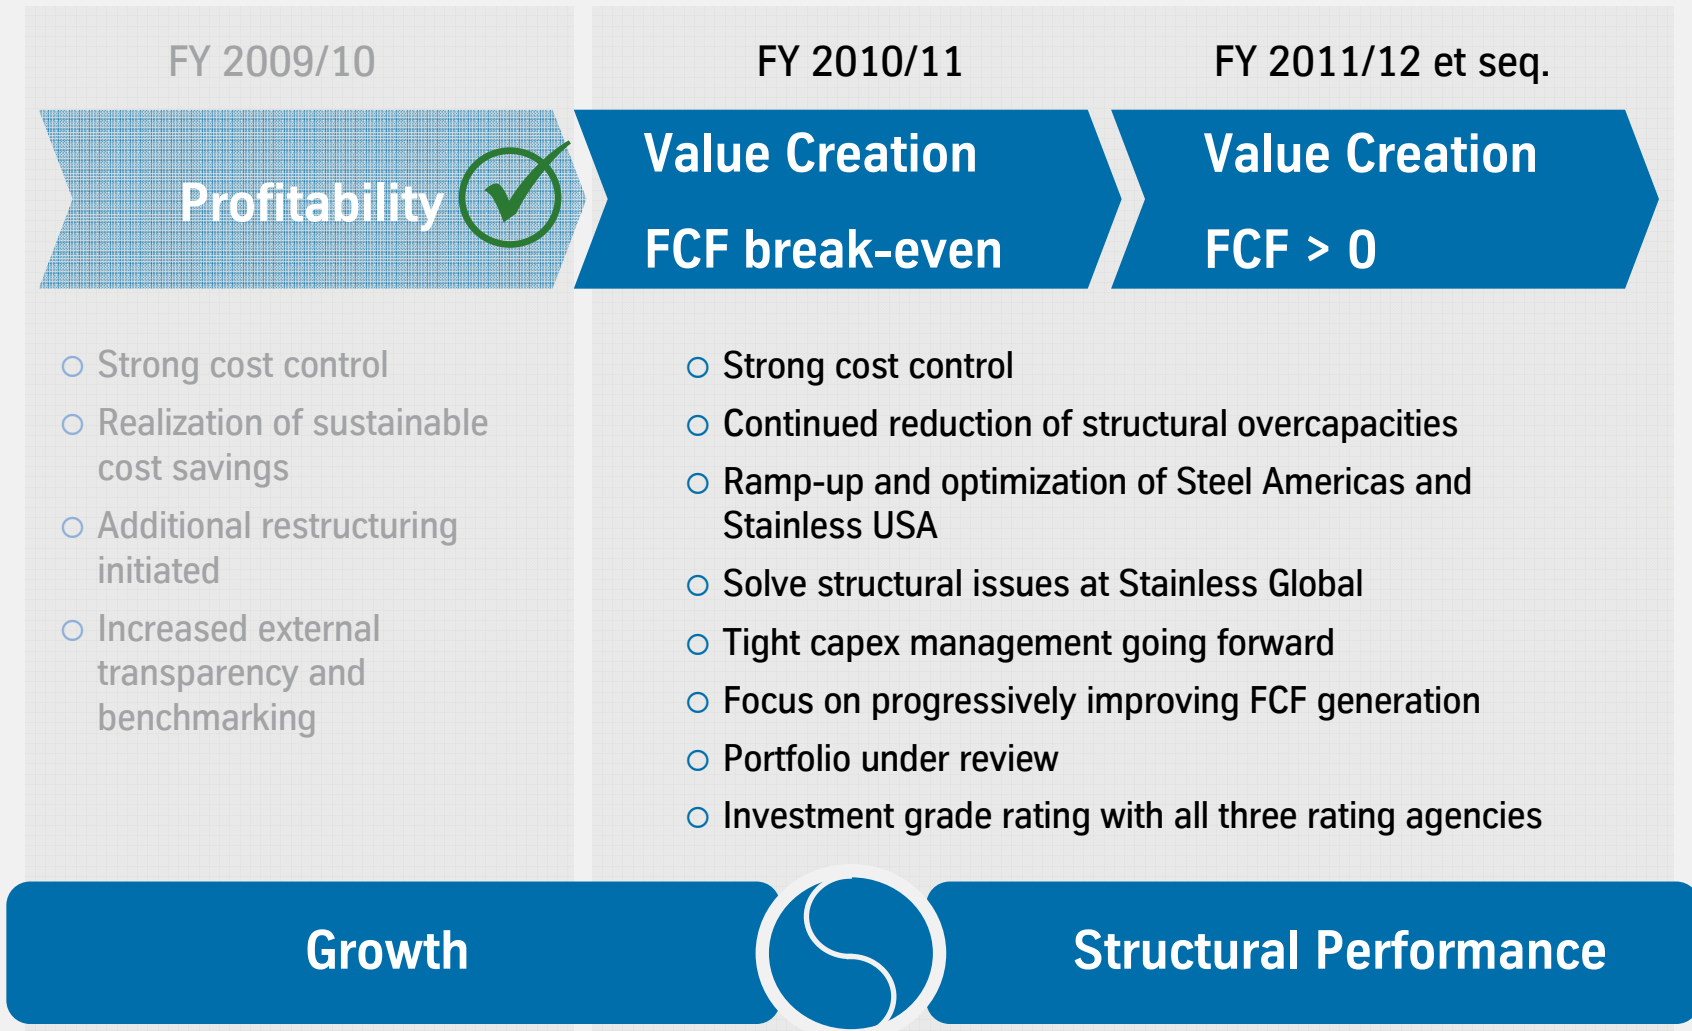 FY 2009/10
FY 2010/11
FY 2011/12 et seq.
Profitability
Value Creation
FCF break-even
Value Creation
FCF > 0
○ Strong cost control
○ Realization of sustainable
cost savings
○ Additional restructuring
initiated
○ Increased external
transparency and
benchmarking
○ Strong cost control
○ Continued reduction of structural overcapacities
○ Ramp-up and optimization of Steel Americas and
Stainless USA
○ Solve structural issues at Stainless Global
○ Tight capex management going forward
○ Focus on progressively improving FCF generation
○ Portfolio under review
○ Investment grade rating with all three rating agencies
Growth
Structural Performance